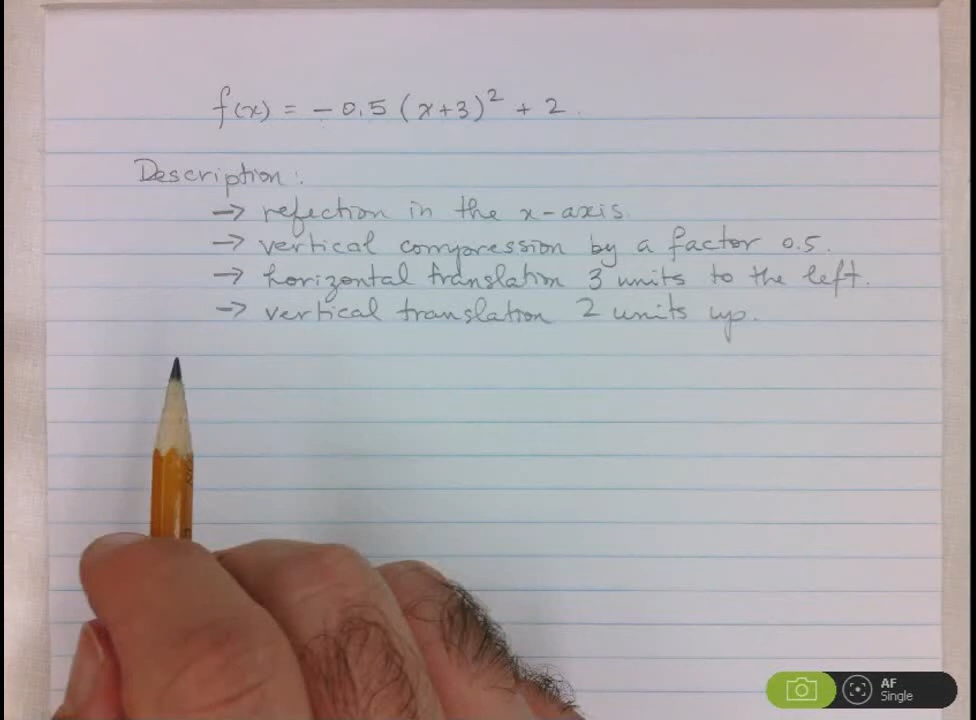 f(x) = -0.5 (x+3)² + 2.
Description:
→ refection in the x-axis.
→ vertical compression by a factor 0.5.
→ horizontal translation 3 units to the left.
→ vertical translation 2 units up.
AF
Single